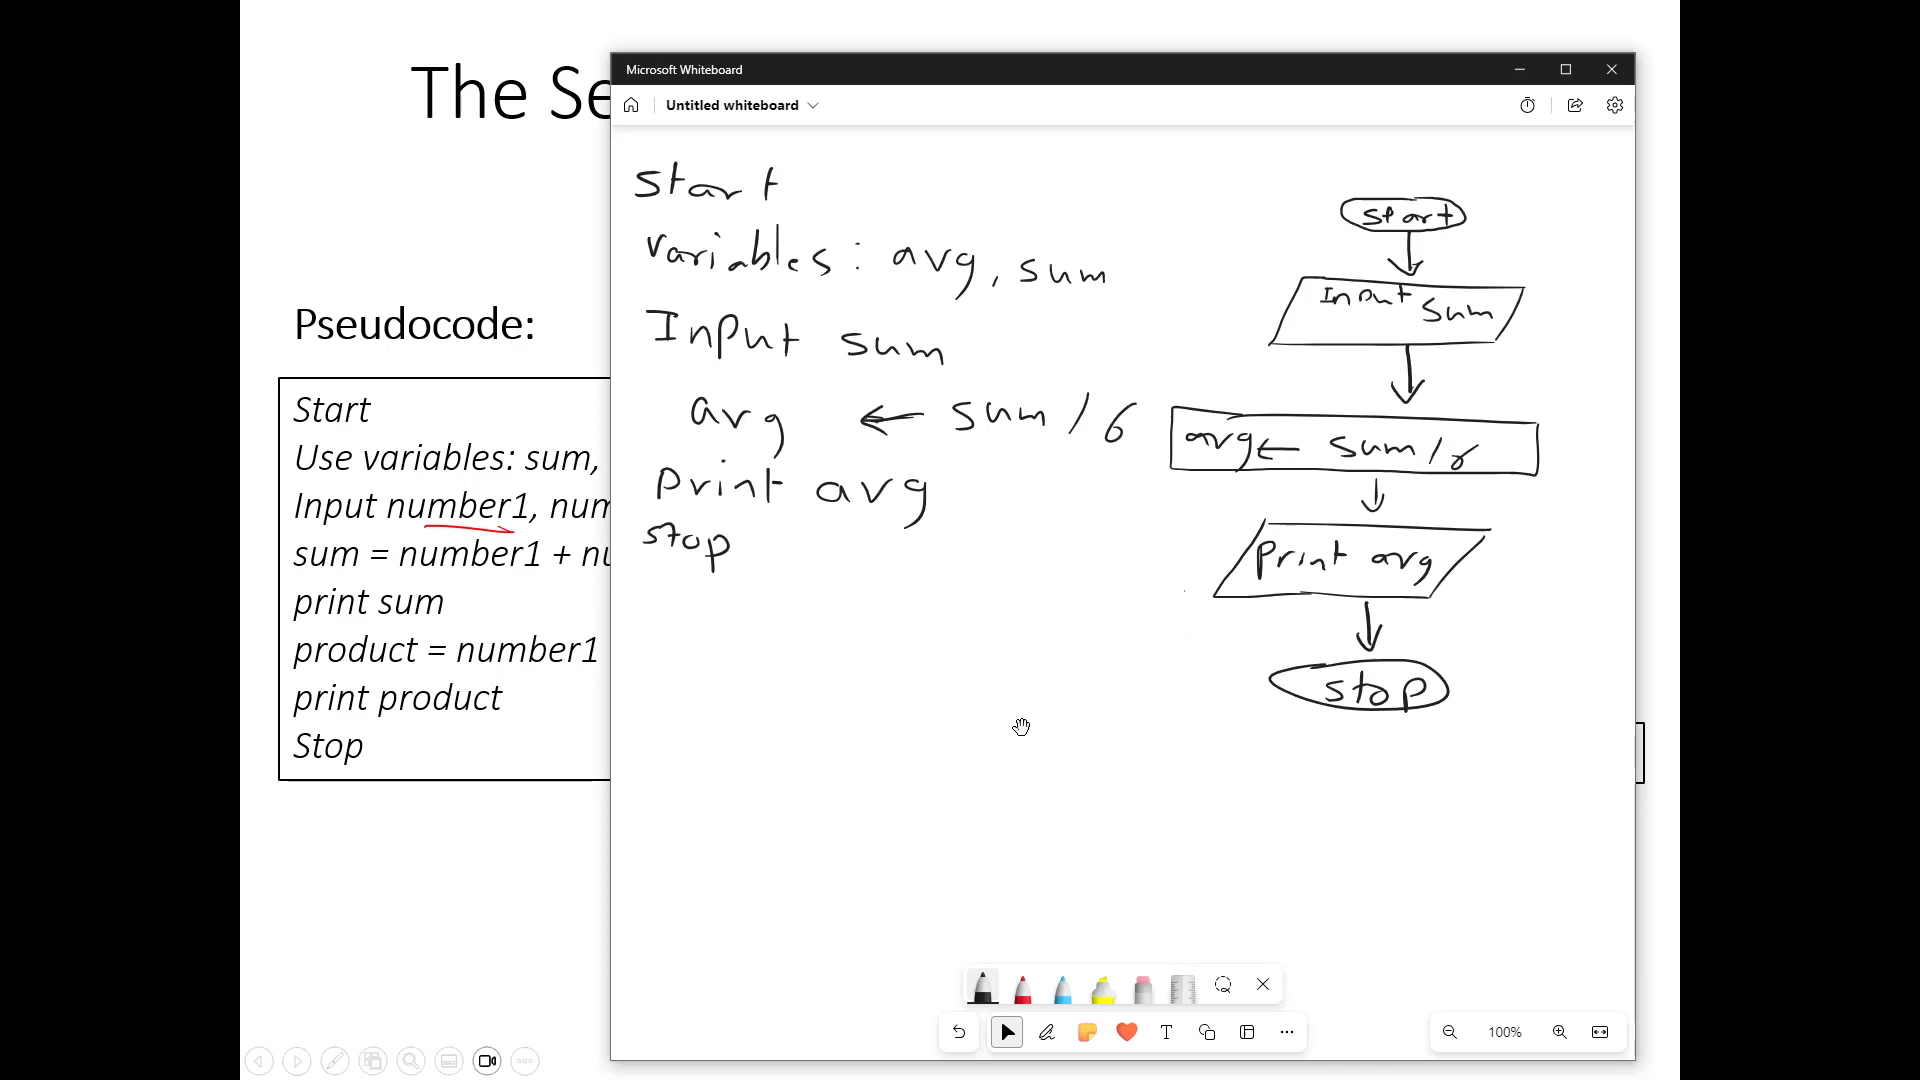 The Se
Pseudocode:
Start
Use variables: sum,
Input number1, num
sum = number1 + nu
print sum
product = number1
print product
Stop
Microsoft Whiteboard
Untitled whiteboard
start
variables : avg, sum
Input sum
avg ← sum / 6
Print avg
stop
start
Input sum
avg ← sum / 6
Print avg
stop
100%